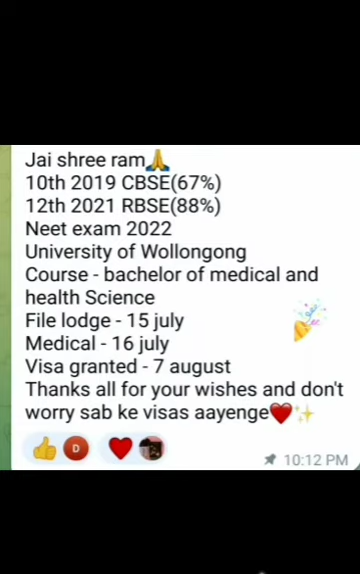 Jai shree ram🙏
10th 2019 CBSE(67%)
12th 2021 RBSE(88%)
Neet exam 2022
University of Wollongong
Course - bachelor of medical and
health Science
File lodge - 15 july
Medical - 16 july
Visa granted - 7 august
Thanks all for your wishes and don't
worry sab ke visas aayenge❤️✨
D
10:12 PM